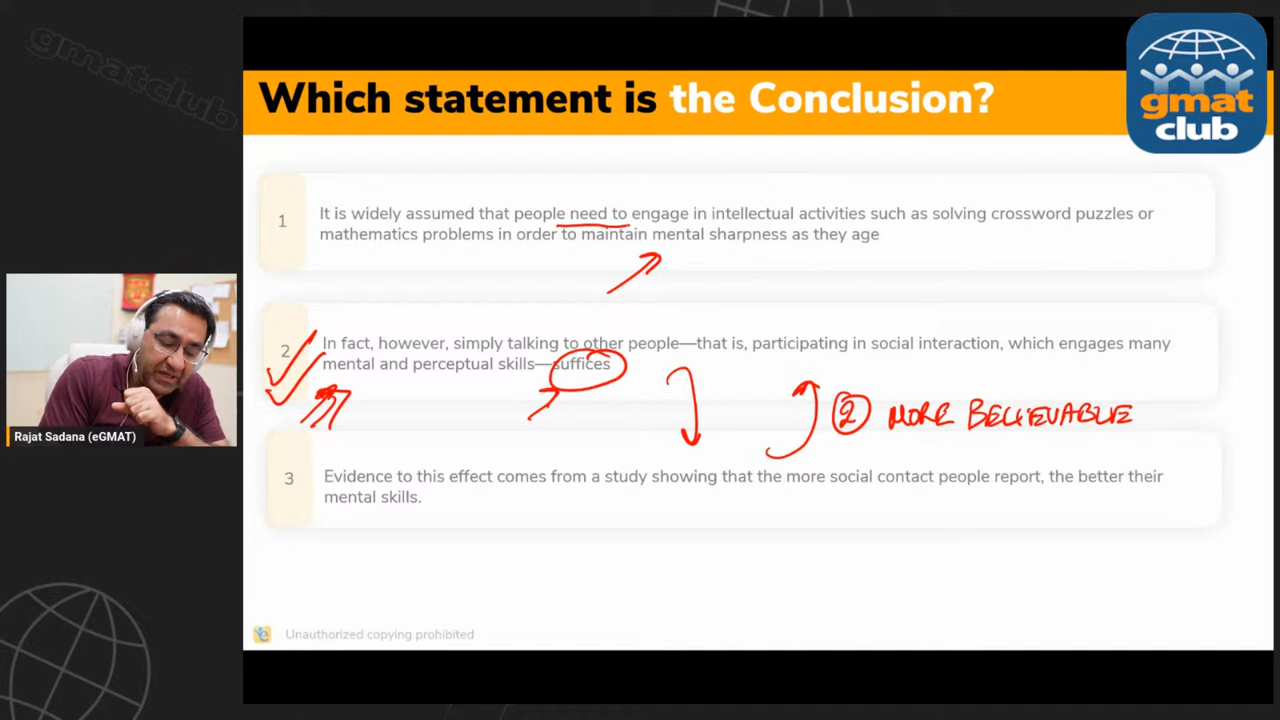 gmatclub
Which statement is the Conclusion?
gmat
club
1
It is widely assumed that people need to engage in intellectual activities such as solving crossword puzzles or
mathematics problems in order to maintain mental sharpness as they age
2
In fact, however, simply talking to other people—that is, participating in social interaction, which engages many
mental and perceptual skills—suffices
2 MORE BELIEVABLE
3
Evidence to this effect comes from a study showing that the more social contact people report, the better their
mental skills.
Rajat Sadana (eGMAT)
e Unauthorized copying prohibited